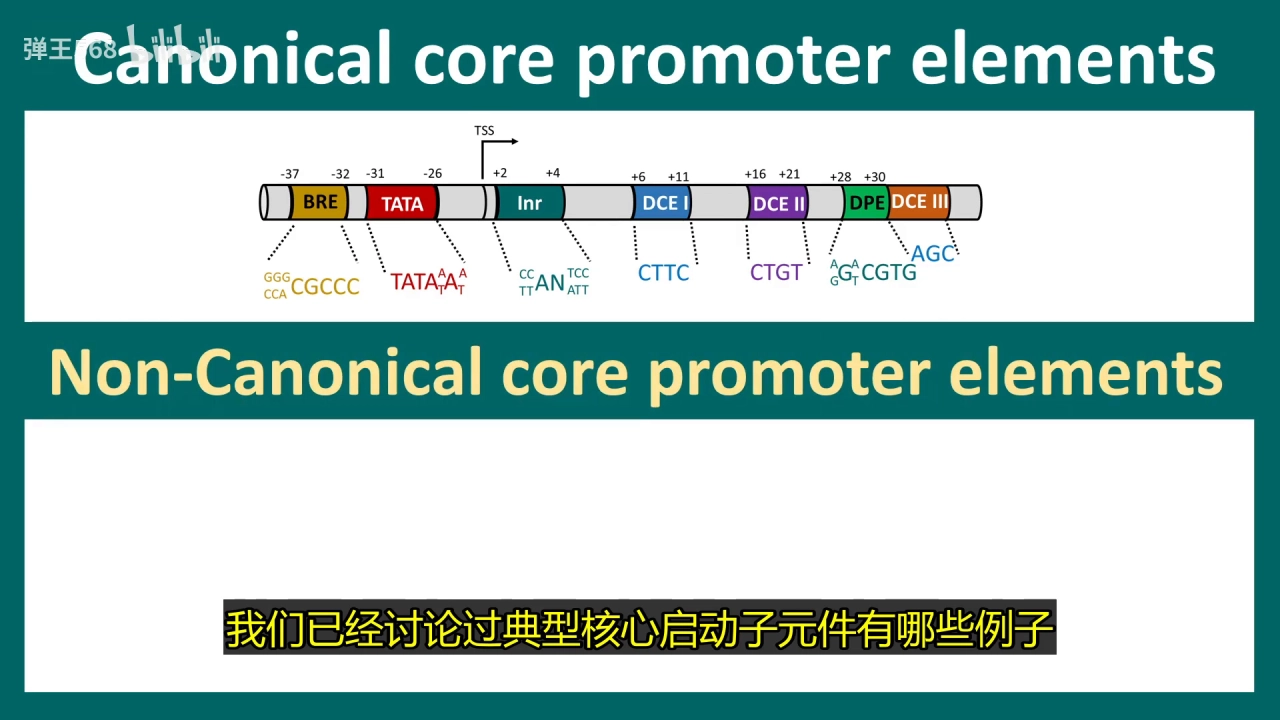 Canonical core promoter elements
TSS
-37 -32 -31 -26 +2 +4 +6 +11 +16 +21 +28 +30
BRE TATA Inr DCE I DCE II DPE DCE III
GGG CCA CGCCC TATA A T A A T CC TT AN TCC ATT CTTC CTGT A G G A T CGTG AGC
Non-Canonical core promoter elements
我们已经讨论过典型核心启动子元件有哪些例子